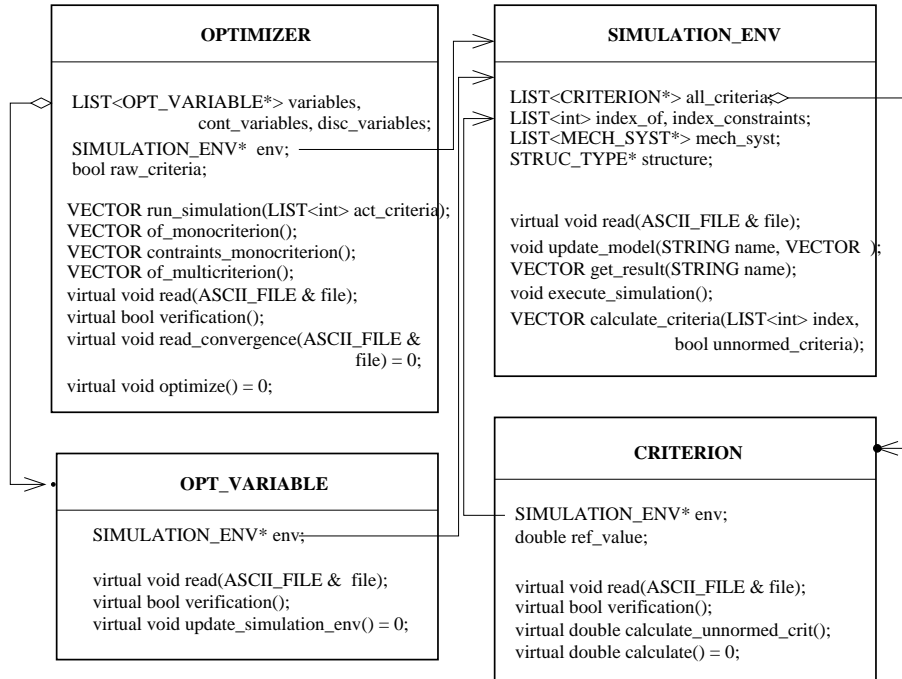 OPTIMIZER
LIST<OPT_VARIABLE*> variables,
cont_variables, disc_variables;
SIMULATION_ENV* env;
bool raw_criteria;
VECTOR run_simulation(LIST<int> act_criteria);
VECTOR of_monocriterion();
VECTOR contraints_monocriterion();
VECTOR of_multicriterion();
virtual void read(ASCII_FILE & file);
virtual bool verification();
virtual void read_convergence(ASCII_FILE &
file) = 0;
virtual void optimize() = 0;
SIMULATION_ENV
LIST<CRITERION*> all_criteria;
LIST<int> index_of, index_constraints;
LIST<MECH_SYST*> mech_syst;
STRUC_TYPE* structure;
virtual void read(ASCII_FILE & file);
void update_model(STRING name, VECTOR );
VECTOR get_result(STRING name);
void execute_simulation();
VECTOR calculate_criteria(LIST<int> index,
bool unnormed_criteria);
OPT_VARIABLE
SIMULATION_ENV* env;
virtual void read(ASCII_FILE & file);
virtual bool verification();
virtual void update_simulation_env() = 0;
CRITERION
SIMULATION_ENV* env;
double ref_value;
virtual void read(ASCII_FILE & file);
virtual bool verification();
virtual double calculate_unnormed_crit();
virtual double calculate() = 0;